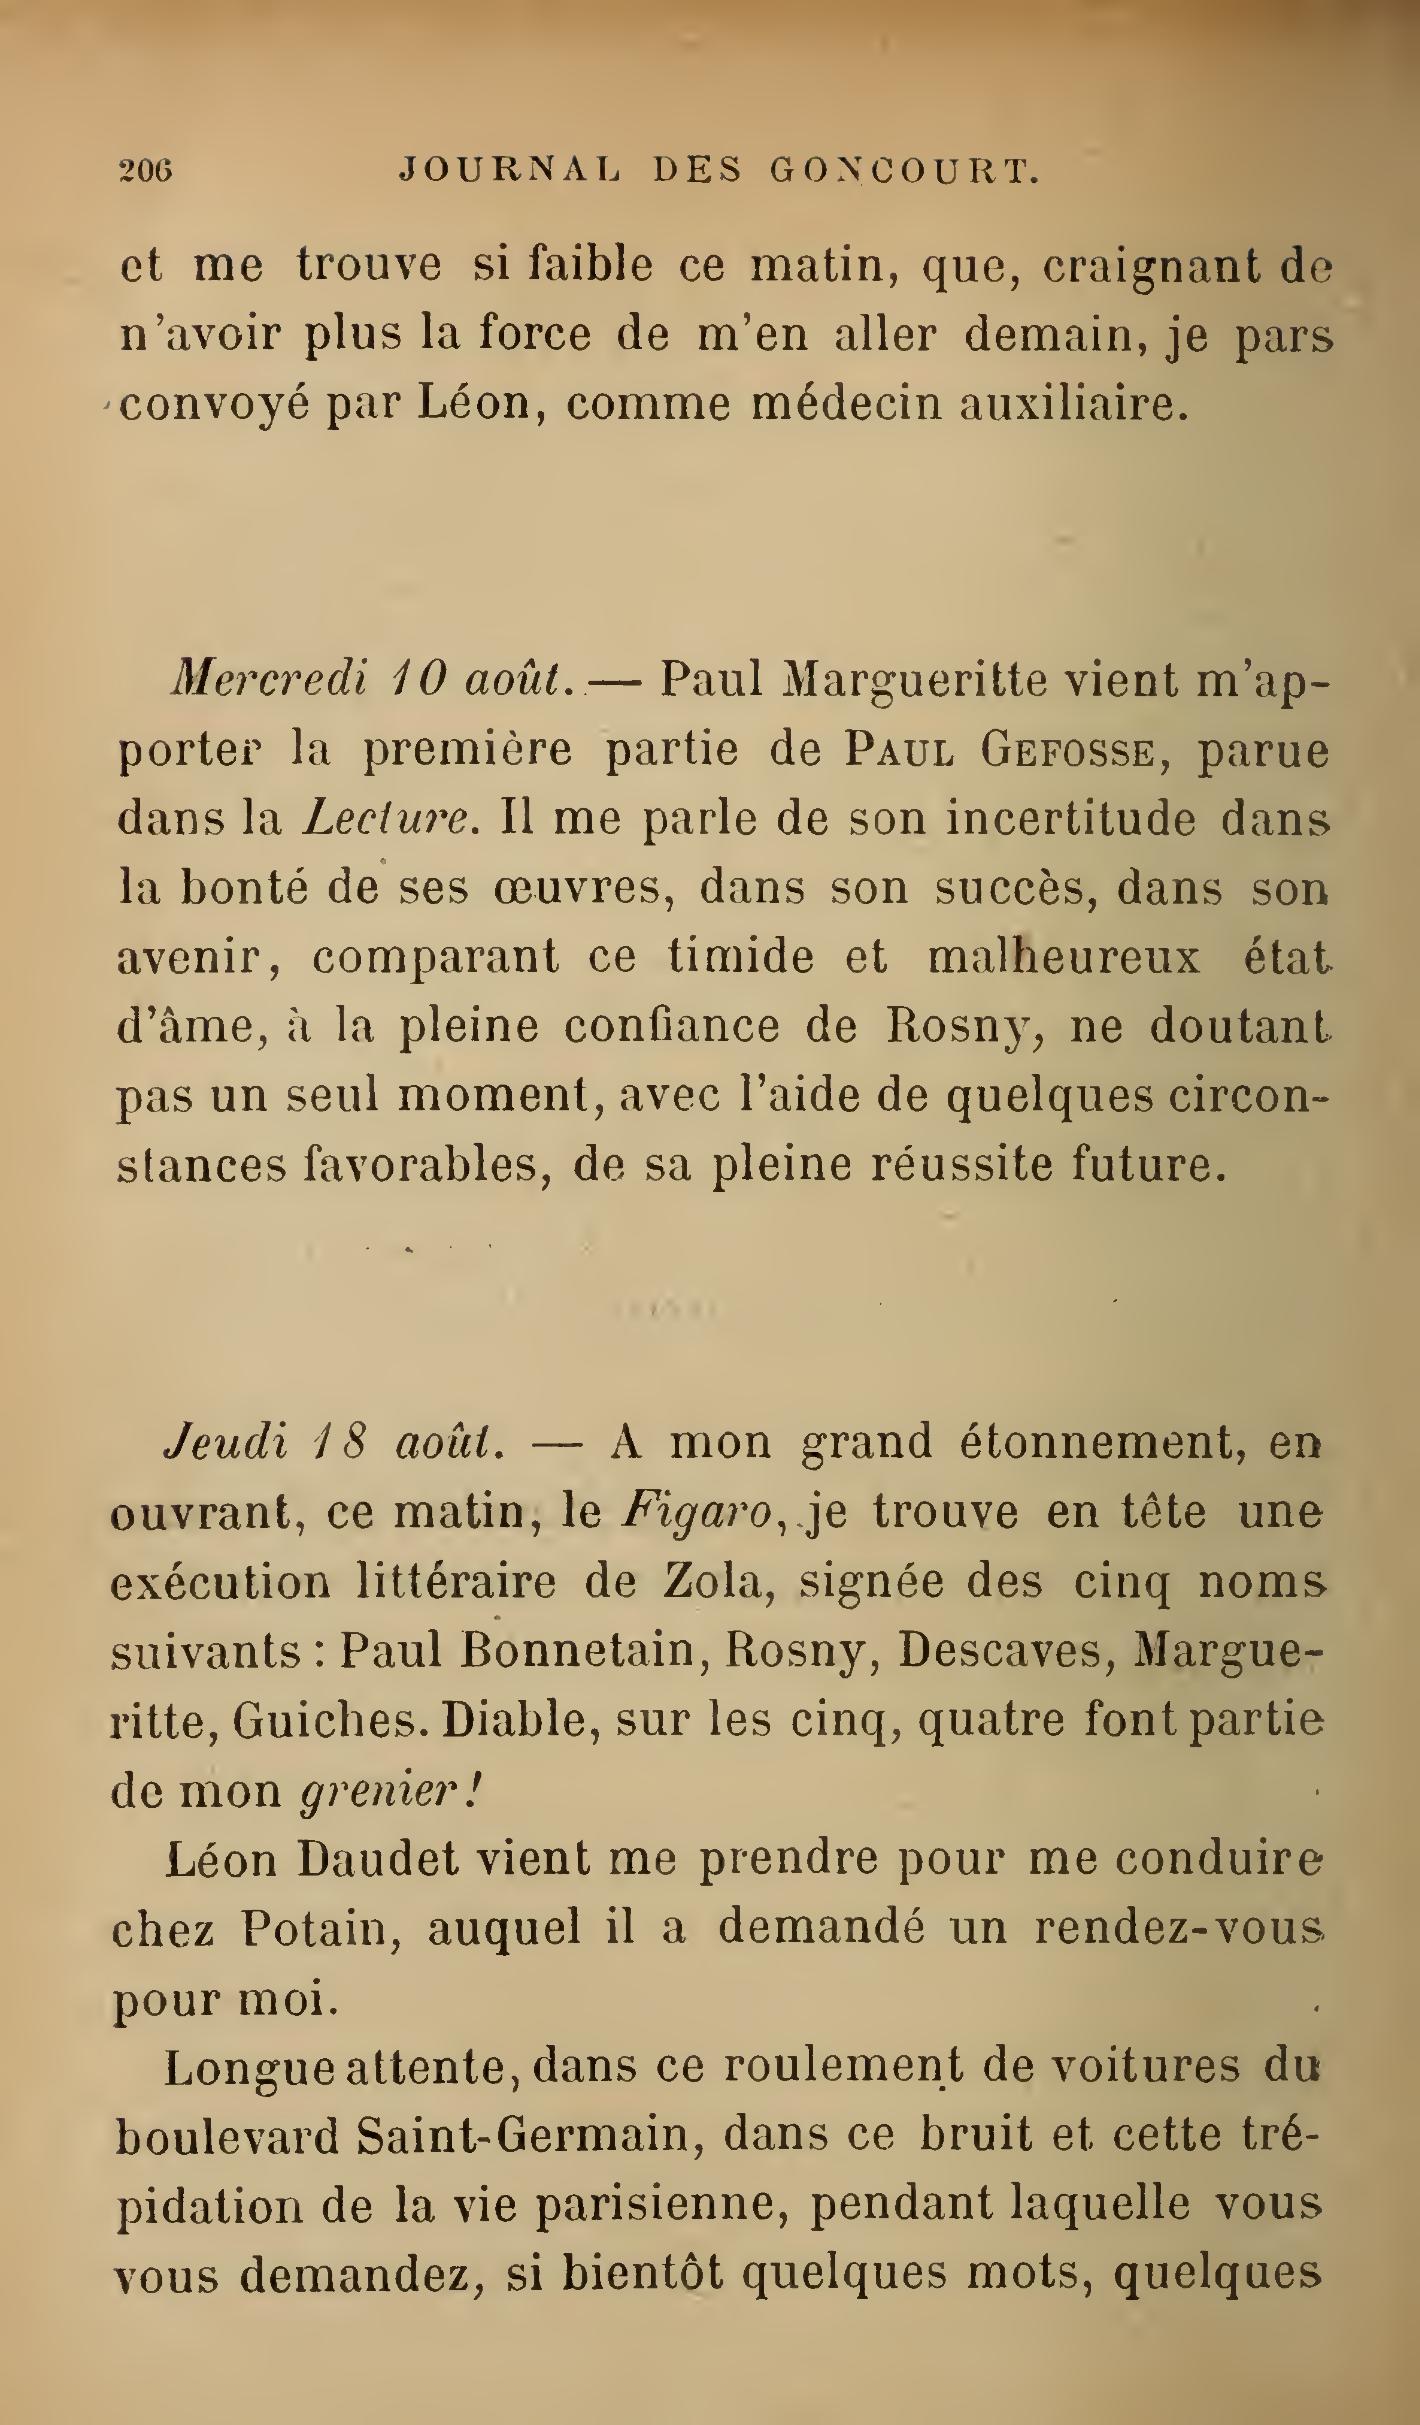 206 JOURNAL DES GONCOURT.
et me trouve si faible ce matin, que, craignant de
n'avoir plus la force de m'en aller demain, je pars
convoyé par Léon, comme médecin auxiliaire.
Mercredi 10 août. — Paul Margueritte vient m'ap-
porter la première partie de PAUL GEFOSSE, parue
dans la Lecture. Il me parle de son incertitude dans
la bonté de ses œuvres, dans son succès, dans son
avenir, comparant ce timide et malheureux état
d'âme, à la pleine confiance de Rosny, ne doutant
pas un seul moment, avec l'aide de quelques circon-
stances favorables, de sa pleine réussite future.
Jeudi 18 août. — A mon grand étonnement, en
ouvrant, ce matin, le Figaro, je trouve en tête une
exécution littéraire de Zola, signée des cinq noms
suivants : Paul Bonnetain, Rosny, Descaves, Margue-
ritte, Guiches. Diable, sur les cinq, quatre font partie
de mon grenier !
Léon Daudet vient me prendre pour me conduire
chez Potain, auquel il a demandé un rendez-vous
pour moi.
Longue attente, dans ce roulement de voitures du
boulevard Saint-Germain, dans ce bruit et cette tré-
pidation de la vie parisienne, pendant laquelle vous
vous demandez, si bientôt quelques mots, quelques